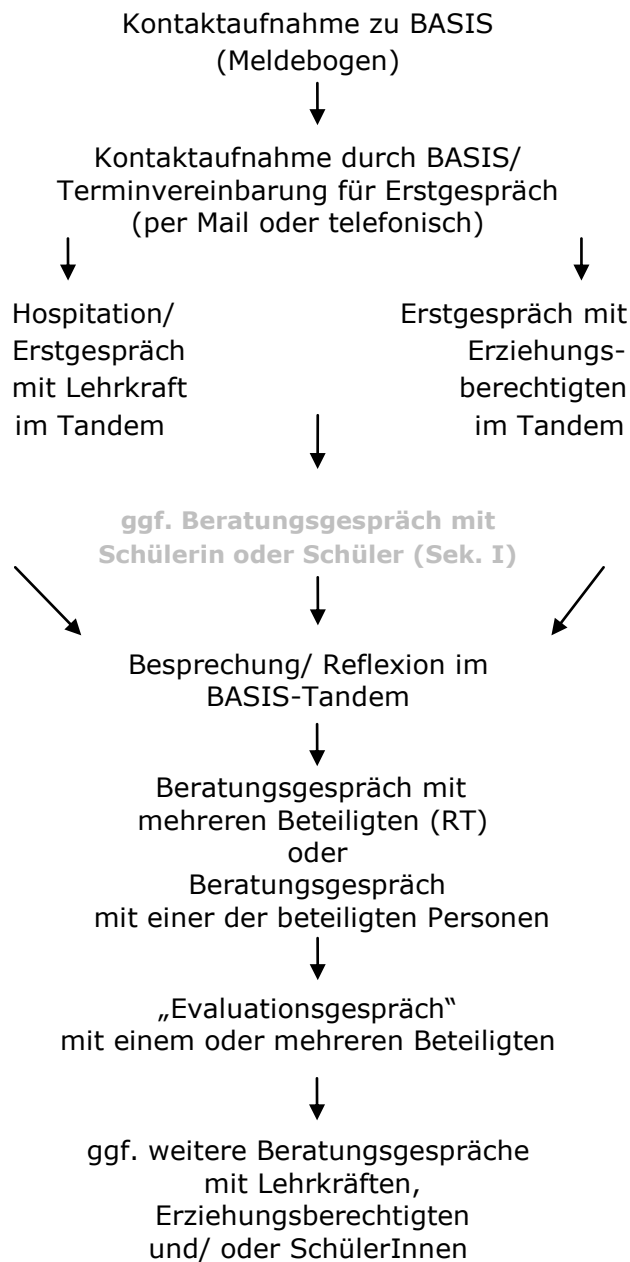 Kontaktaufnahme zu BASIS
(Meldebogen)
Kontaktaufnahme durch BASIS/
Terminvereinbarung für Erstgespräch
(per Mail oder telefonisch)
Hospitation/
Erstgespräch
mit Lehrkraft
im Tandem
Erstgespräch mit
Erziehungs-
berechtigten
im Tandem
ggf. Beratungsgespräch mit
Schülerin oder Schüler (Sek. I)
Besprechung/ Reflexion im
BASIS-Tandem
Beratungsgespräch mit
mehreren Beteiligten (RT)
oder
Beratungsgespräch
mit einer der beteiligten Personen
„Evaluationsgespräch“
mit einem oder mehreren Beteiligten
ggf. weitere Beratungsgespräche
mit Lehrkräften,
Erziehungsberechtigten
und/ oder SchülerInnen